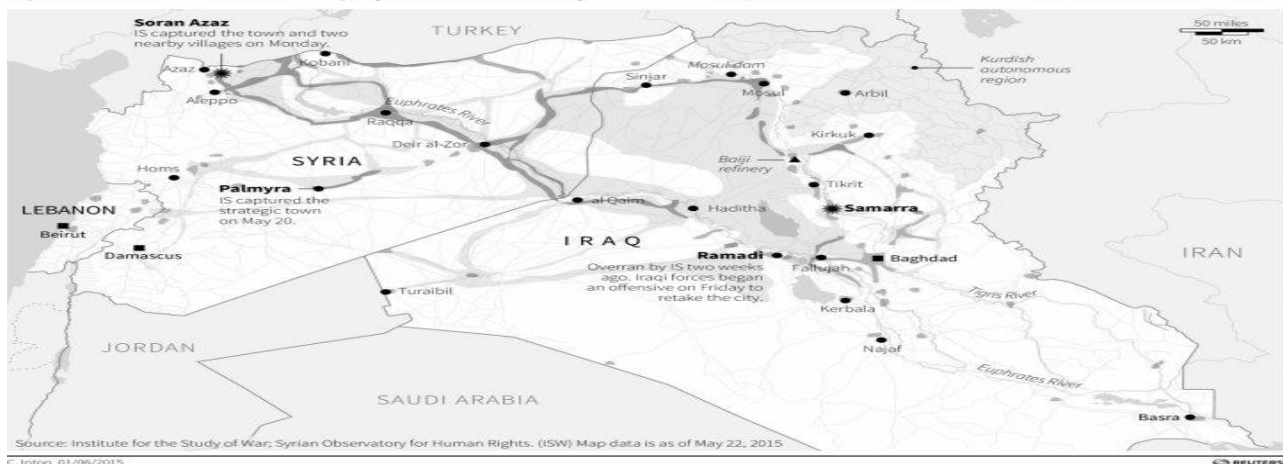 Soran Azaz
IS captured the town and two
nearby villages on Monday.
TURKEY
50 miles
50 km
Azaz
Kobani
Aleppo
Sinjar
Mosul dam
Mosul
Arbil
Kurdish
autonomous
region
Raqqa
Euphrates River
Deir al-Zor
Kirkuk
Baiji
refinery
Tikrit
SYRIA
Homs
Palmyra
IS captured the
strategic town
on May 20.
al Qaim
Haditha
Samarra
LEBANON
Beirut
Damascus
IRAQ
Ramadi
Overran by IS two weeks
ago. Iraqi forces began
an offensive on Friday to
retake the city.
Fallujah
Baghdad
IRAN
Turaibil
Kerbala
Tigris River
Najaf
JORDAN
Euphrates River
SAUDI ARABIA
Basra
Source: Institute for the Study of War; Syrian Observatory for Human Rights. (ISW) Map data is as of May 22, 2015
C. Inton, 01/06/2015
REUTERS